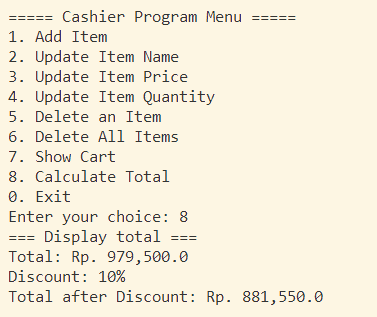 ===== Cashier Program Menu =====
1. Add Item
2. Update Item Name
3. Update Item Price
4. Update Item Quantity
5. Delete an Item
6. Delete All Items
7. Show Cart
8. Calculate Total
0. Exit
Enter your choice: 8
=== Display total ===
Total: Rp. 979,500.0
Discount: 10%
Total after Discount: Rp. 881,550.0